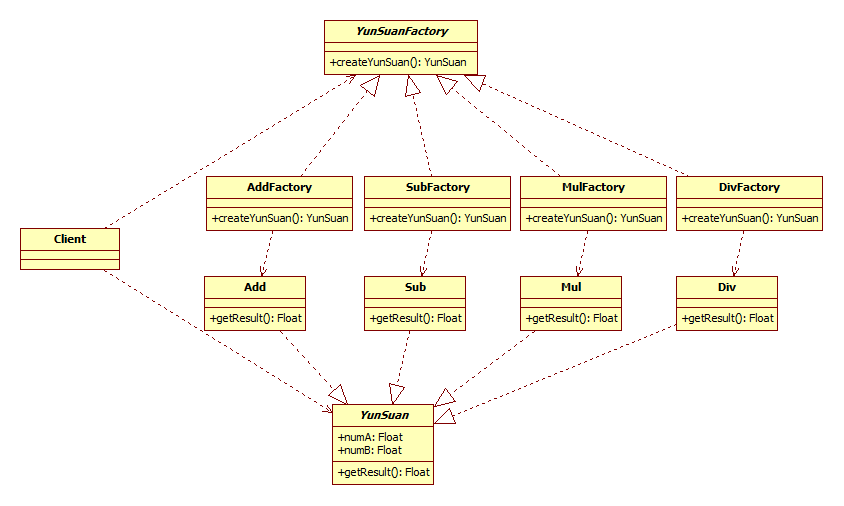 YunSuanFactory
+createYunSuan(): YunSuan
AddFactory
+createYunSuan(): YunSuan
SubFactory
+createYunSuan(): YunSuan
MulFactory
+createYunSuan(): YunSuan
DivFactory
+createYunSuan(): YunSuan
Client
Add
+getResult(): Float
Sub
+getResult(): Float
Mul
+getResult(): Float
Div
+getResult(): Float
YunSuan
+numA: Float
+numB: Float
+getResult(): Float